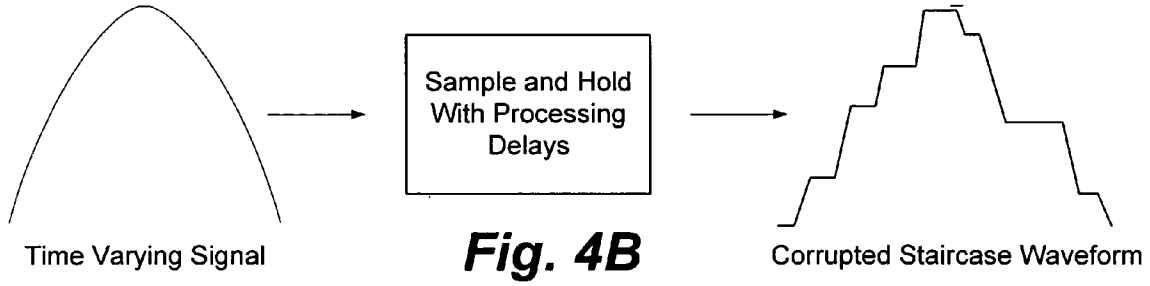 Sample and Hold
With Processing
Delays
Time Varying Signal
Fig. 4B
Corrupted Staircase Waveform